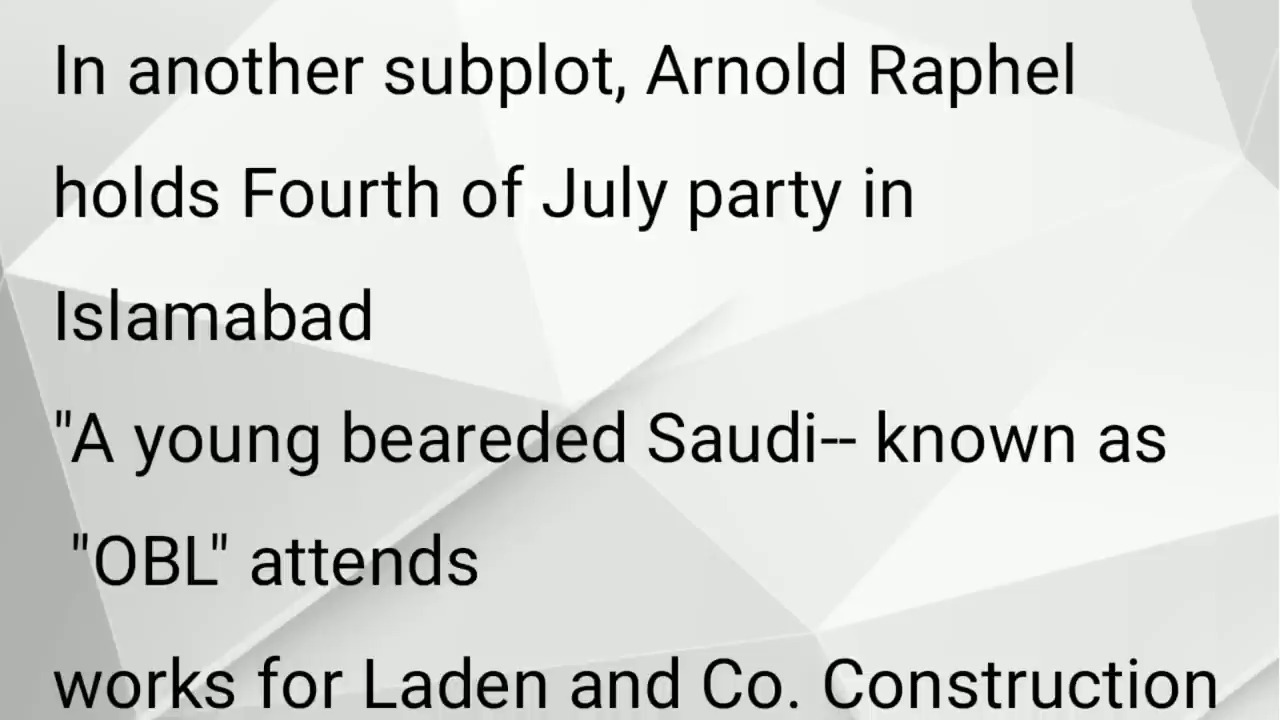 In another subplot, Arnold Raphel
holds Fourth of July party in
Islamabad
"A young beareded Saudi-- known as
"OBL" attends
works for Laden and Co. Construction